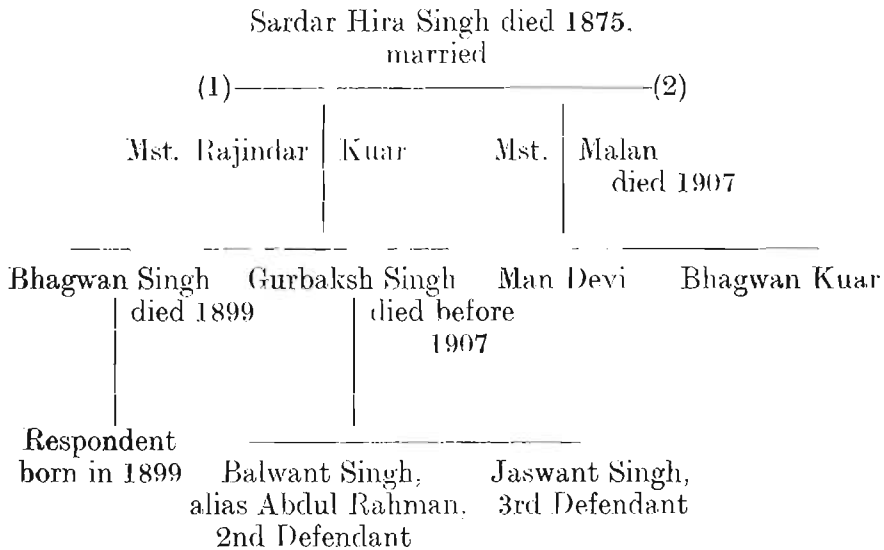 Sardar Hira Singh died 1875,
married
(1) (2)
Mst. Rajindar Kuar Mst. Malan
died 1907
Bhagwan Singh Gurbaksh Singh Man Devi Bhagwan Kuar
died 1899 died before
1907
Respondent
born in 1899 Balwant Singh, Jaswant Singh,
alias Abdul Rahman, 3rd Defendant
2nd Defendant